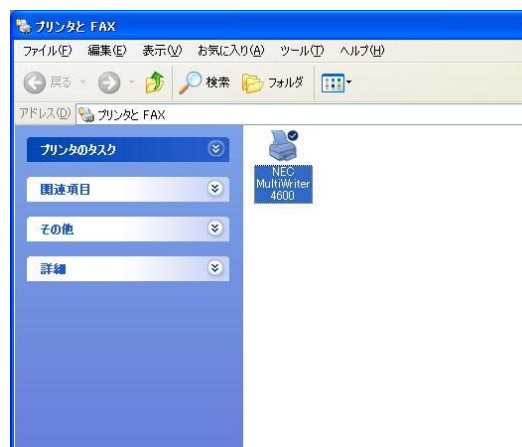 プリンタと FAX
ファイル(F) 編集(E) 表示(V) お気に入り(A) ツール(T) ヘルプ(H)
戻る 検索 フォルダ
アドレス(D) プリンタと FAX
プリンタのタスク
関連項目
その他
詳細
NEC
MultiWriter
4600